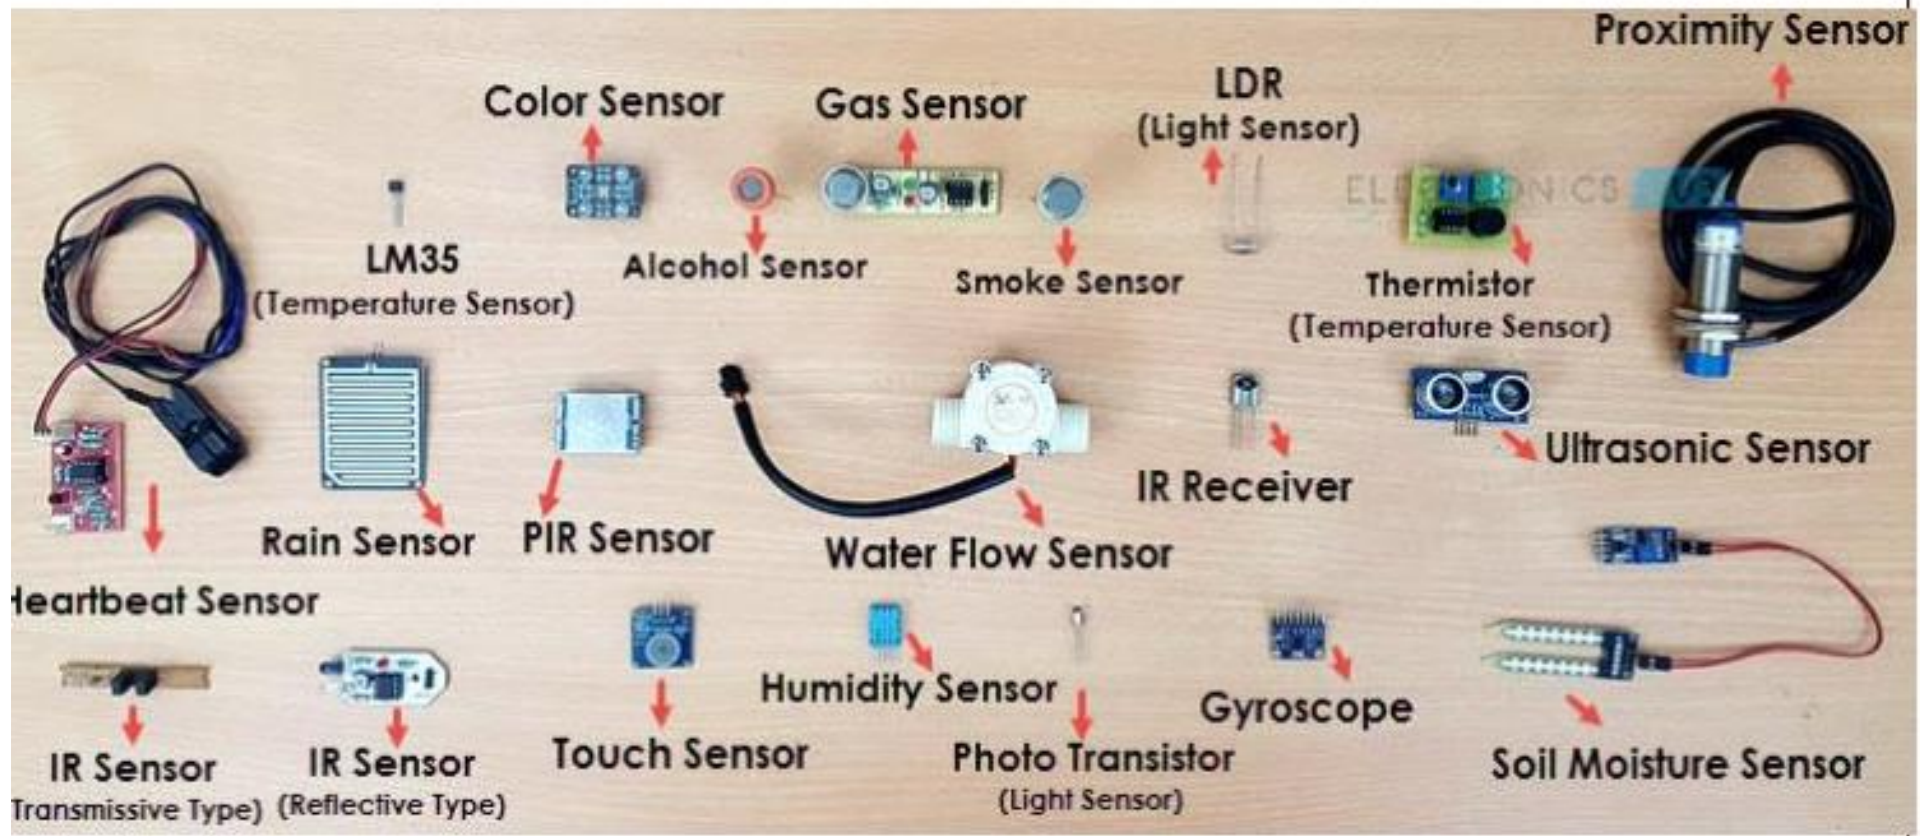 Proximity Sensor
Color Sensor
Gas Sensor
LDR
(Light Sensor)
LM35
(Temperature Sensor)
Alcohol Sensor
Smoke Sensor
Thermistor
(Temperature Sensor)
Ultrasonic Sensor
IR Receiver
Rain Sensor
PIR Sensor
Water Flow Sensor
Heartbeat Sensor
Humidity Sensor
Gyroscope
IR Sensor
(Transmissive Type)
IR Sensor
(Reflective Type)
Touch Sensor
Photo Transistor
(Light Sensor)
Soil Moisture Sensor